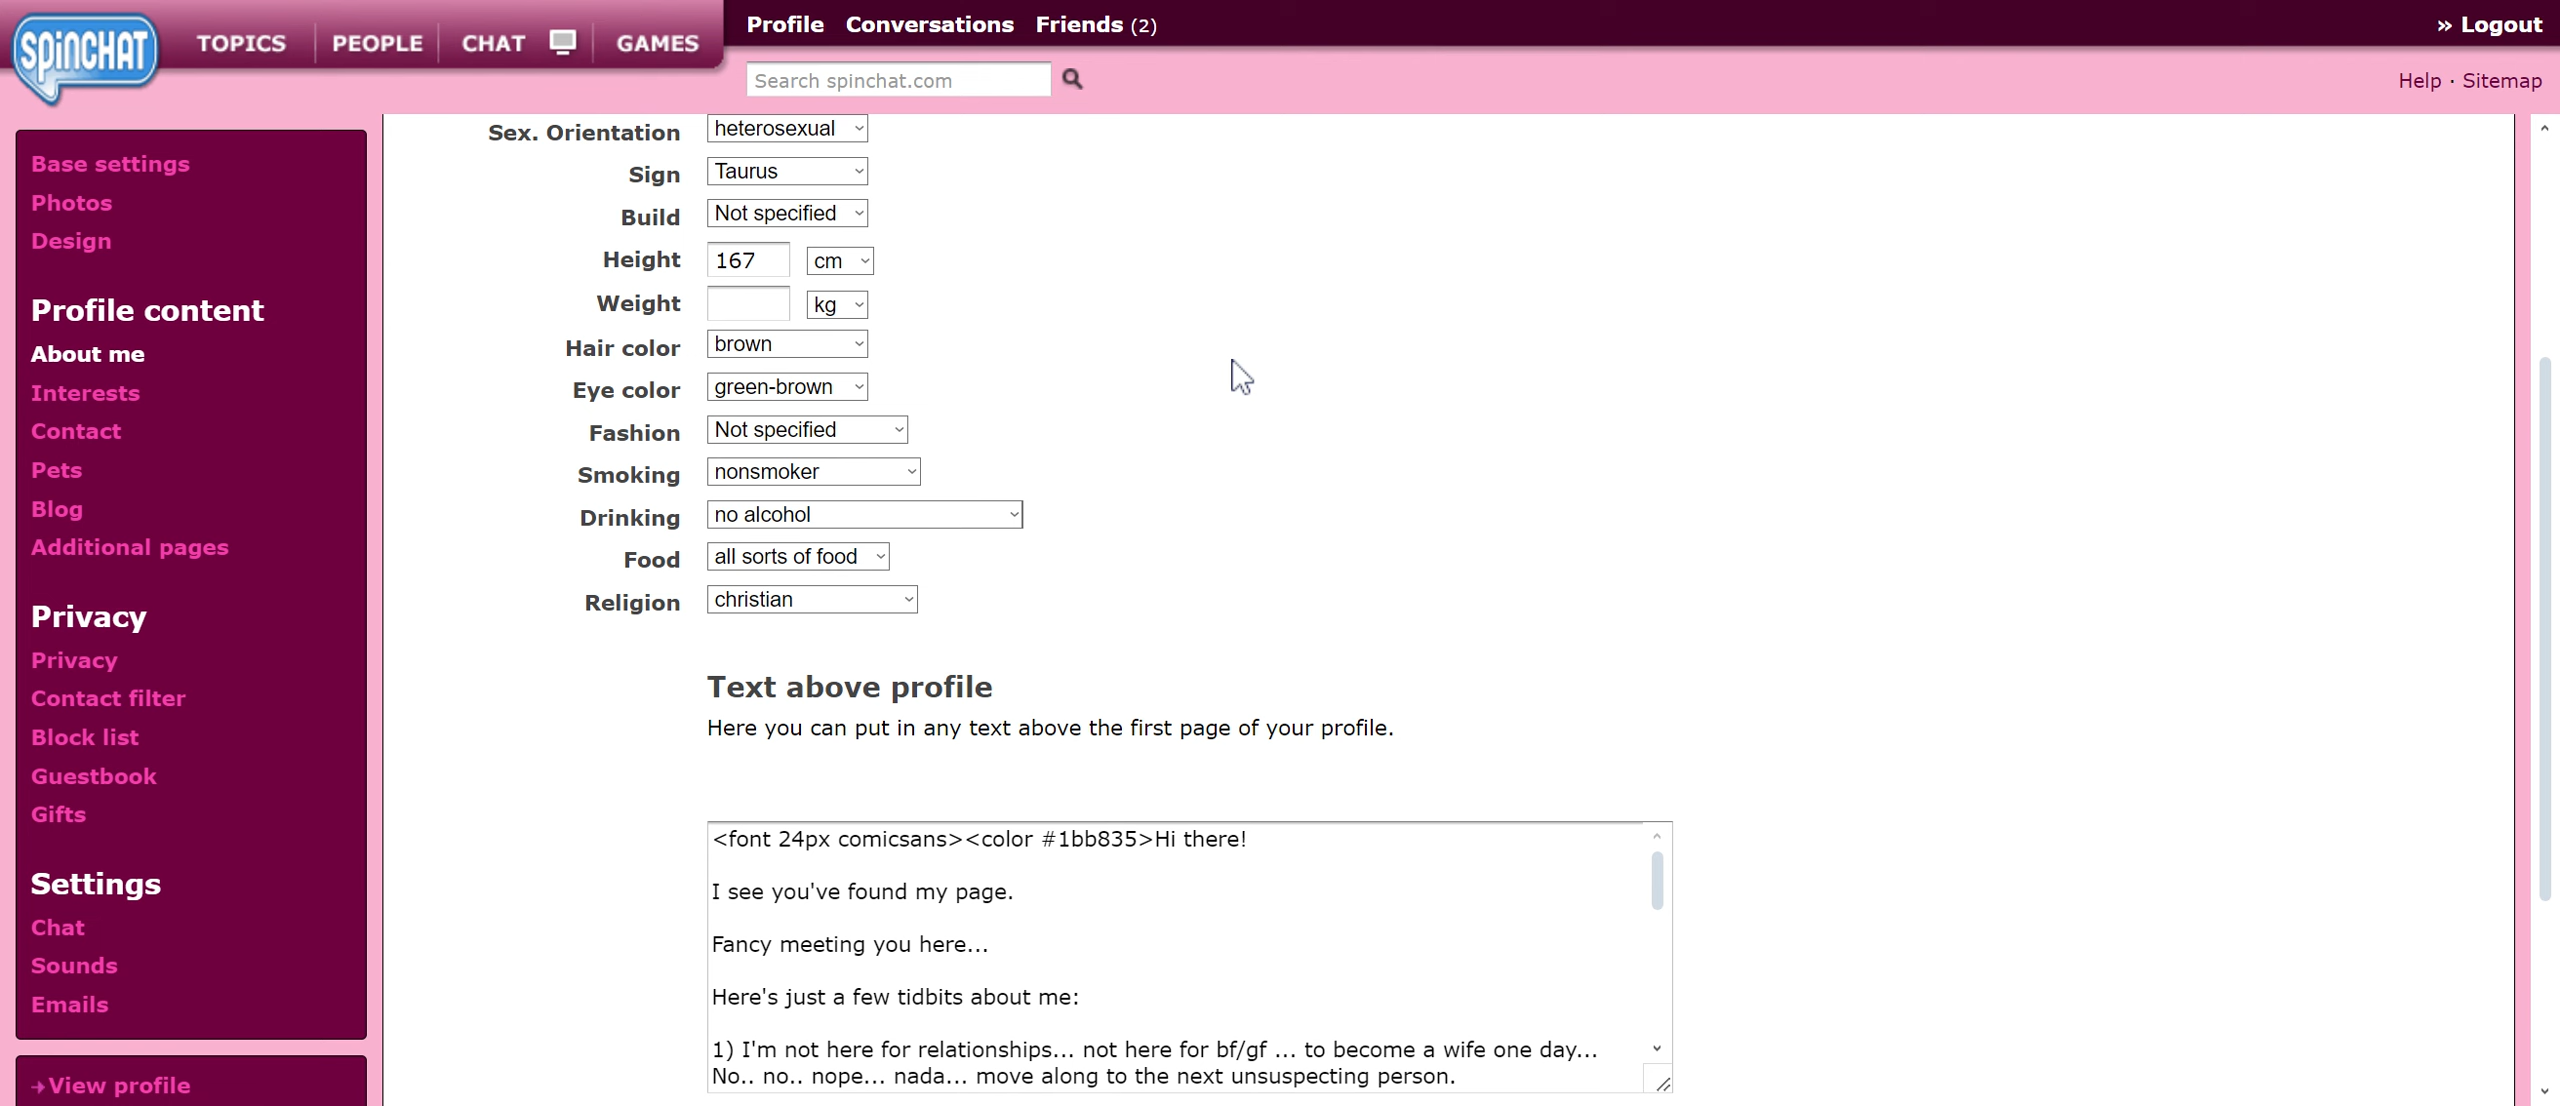 SPINCHAT
TOPICS
PEOPLE
CHAT
GAMES
Profile Conversations Friends (2)
» Logout
Search spinchat.com
Help · Sitemap
Base settings
Photos
Design
Profile content
About me
Interests
Contact
Pets
Blog
Additional pages
Privacy
Privacy
Contact filter
Block list
Guestbook
Gifts
Settings
Chat
Sounds
Emails
View profile
Sex. Orientation heterosexual
Sign Taurus
Build Not specified
Height 167 cm
Weight kg
Hair color brown
Eye color green-brown
Fashion Not specified
Smoking nonsmoker
Drinking no alcohol
Food all sorts of food
Religion christian
Text above profile
Here you can put in any text above the first page of your profile.
<font 24px comicsans><color #1bb835>Hi there!
I see you've found my page.
Fancy meeting you here...
Here's just a few tidbits about me:
1) I'm not here for relationships... not here for bf/gf ... to become a wife one day...
No.. no.. nope... nada... move along to the next unsuspecting person.